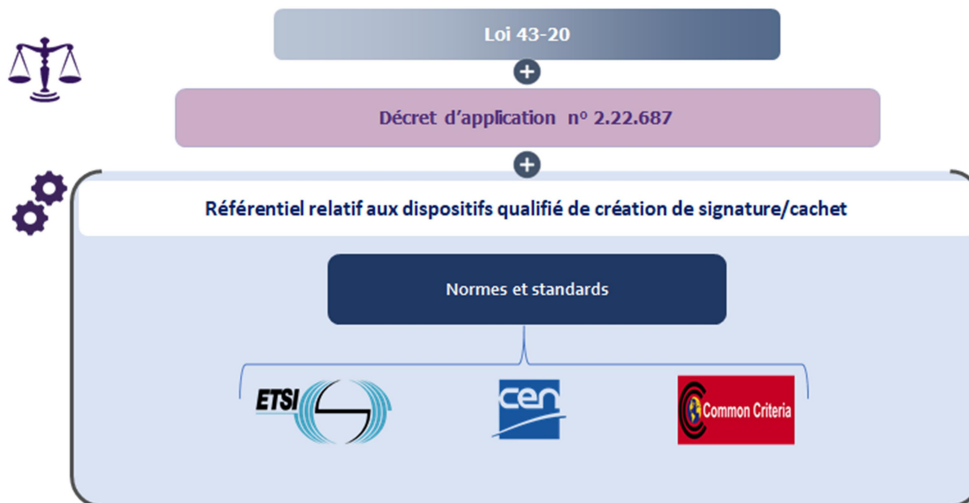 Loi 43-20
Décret d'application n° 2.22.687
Référentiel relatif aux dispositifs qualifié de création de signature/cachet
Normes et standards
ETSI
cen
Common Criteria